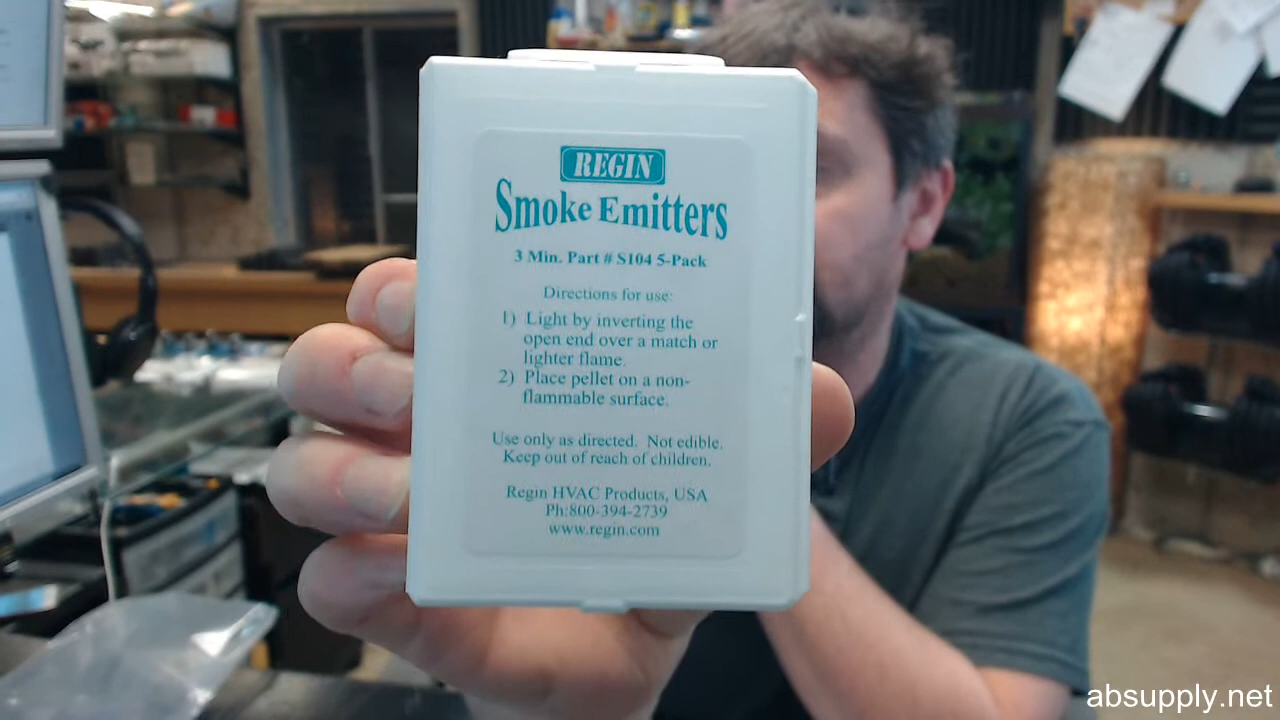 REGIN
Smoke Emitters
3 Min. Part # S104 5-Pack
Directions for use:
1) Light by inverting the
open end over a match or
lighter flame.
2) Place pellet on a non-
flammable surface.
Use only as directed. Not edible.
Keep out of reach of children.
Regin HVAC Products, USA
Ph:800-394-2739
www.regin.com
absupply.net